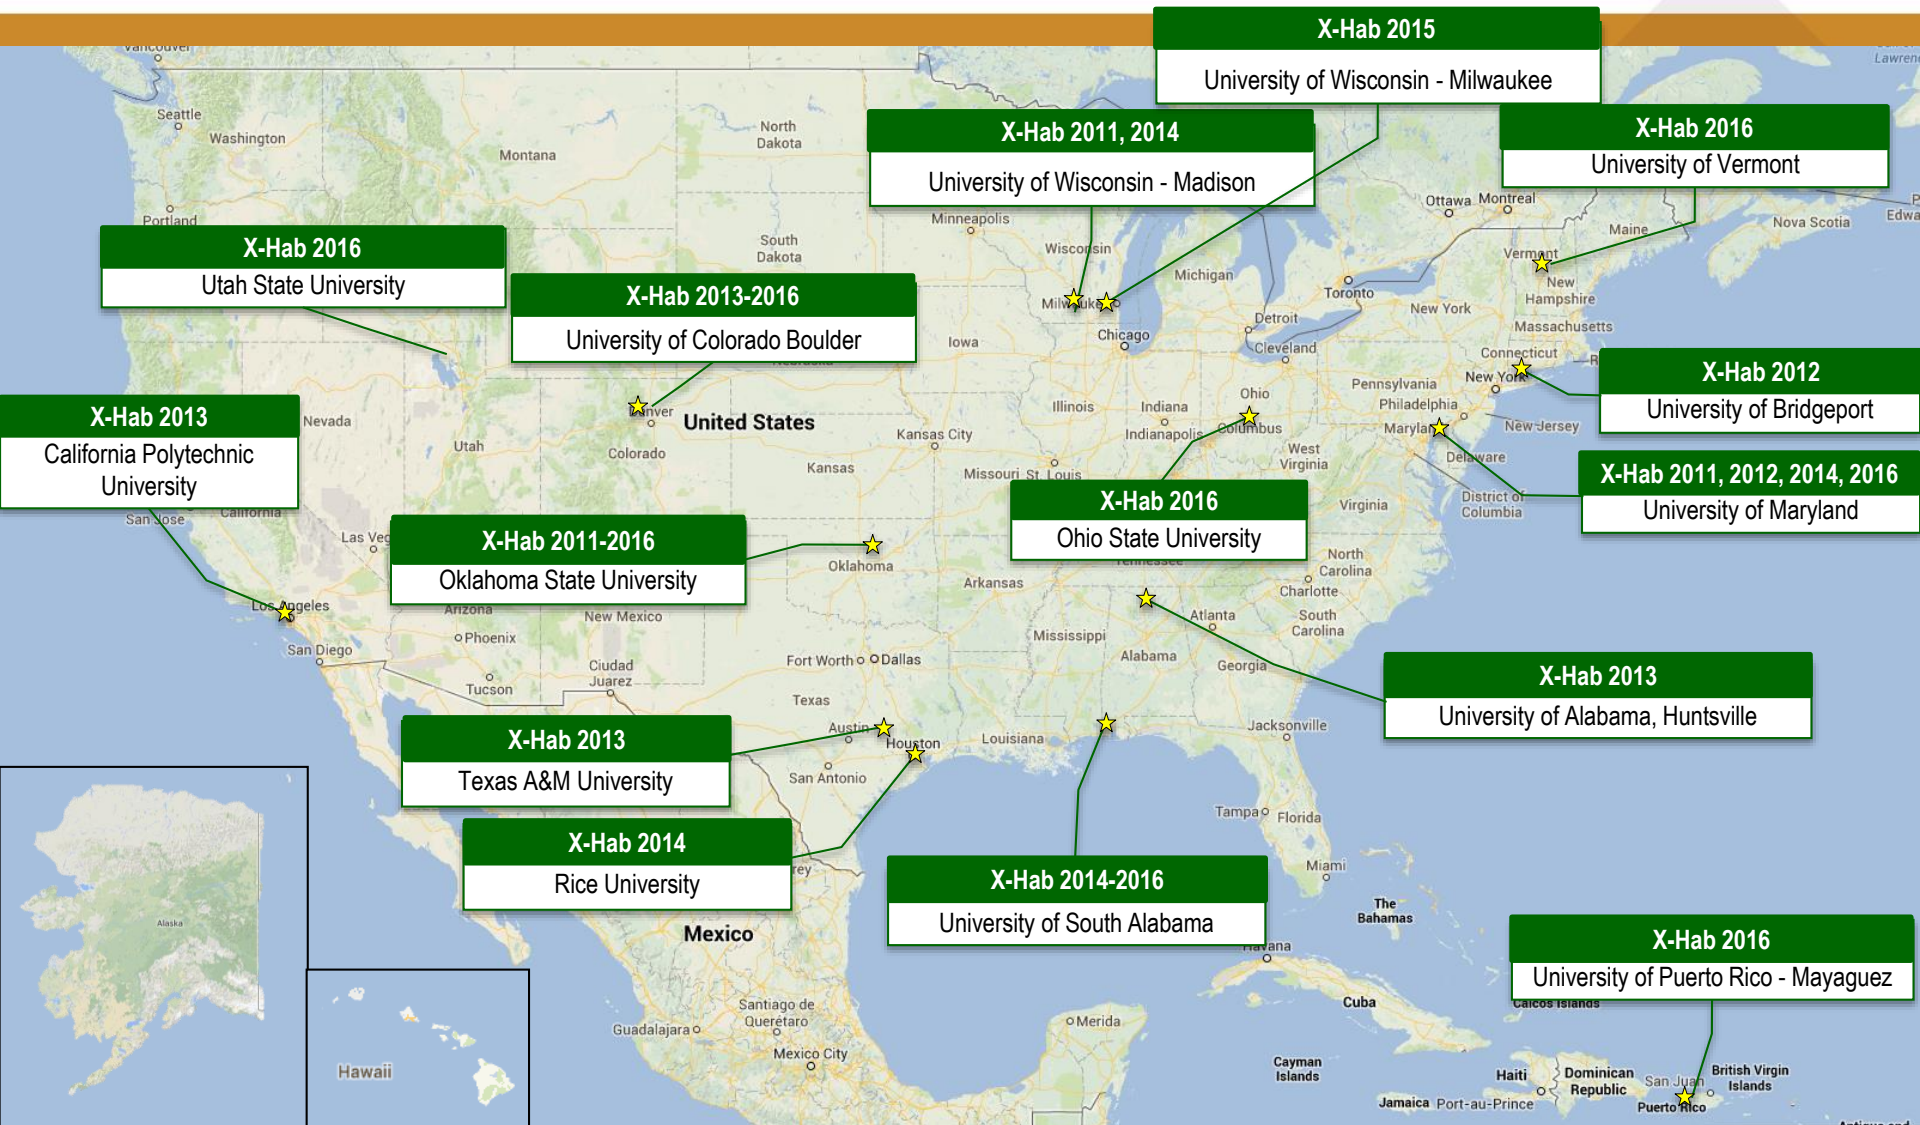 X-Hab 2015
University of Wisconsin - Milwaukee
X-Hab 2011, 2014
University of Wisconsin - Madison
X-Hab 2016
University of Vermont
X-Hab 2016
Utah State University
X-Hab 2013-2016
University of Colorado Boulder
X-Hab 2012
University of Bridgeport
X-Hab 2013
California Polytechnic
University
X-Hab 2011, 2012, 2014, 2016
University of Maryland
X-Hab 2016
Ohio State University
X-Hab 2011-2016
Oklahoma State University
X-Hab 2013
University of Alabama, Huntsville
X-Hab 2013
Texas A&M University
X-Hab 2014
Rice University
X-Hab 2014-2016
University of South Alabama
X-Hab 2016
University of Puerto Rico - Mayaguez
Vancouver
Seattle
Washington
Montana
North
Dakota
Portland
Minneapolis
South
Dakota
Wisconsin
Michigan
Ottawa
Montreal
Maine
Nova Scotia
Vermont
New
Hampshire
Toronto
New York
Massachusetts
Detroit
Chicago
Cleveland
Iowa
Connecticut
New York
Pennsylvania
Philadelphia
New Jersey
Ohio
Columbus
Illinois
Indiana
Indianapolis
Nevada
Utah
Denver
Colorado
United States
Kansas City
Kansas
Missouri
St. Louis
West
Virginia
Virginia
Delaware
District of
Columbia
San Jose
California
Oklahoma
Arkansas
Tennessee
North
Carolina
Charlotte
South
Carolina
Los Angeles
San Diego
Arizona
Phoenix
Tucson
New Mexico
Ciudad
Juarez
Fort Worth
Dallas
Texas
Austin
Houston
San Antonio
Louisiana
Mississippi
Alabama
Atlanta
Georgia
Jacksonville
Tampa
Florida
Miami
The
Bahamas
Havana
Cuba
Mexico
Santiago de
Querétaro
Guadalajara
Mexico City
Merida
Cayman
Islands
Jamaica
Port-au-Prince
Haiti
Dominican
Republic
San Juan
Puerto Rico
British Virgin
Islands
Caicos Islands
Alaska
Hawaii